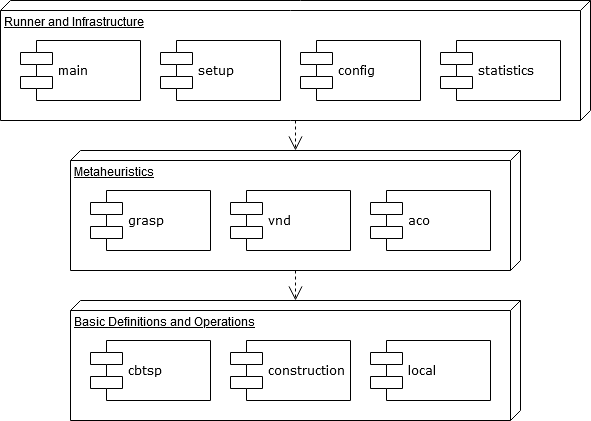 Runner and Infrastructure
main
setup
config
statistics
Metaheuristics
grasp
vnd
aco
Basic Definitions and Operations
cbtsp
construction
local